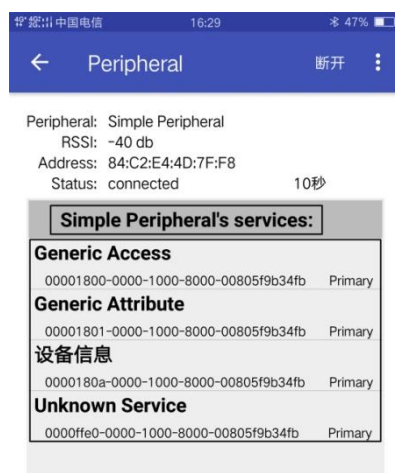 中国电信 16:29 47%
Peripheral 断开
Peripheral: Simple Peripheral
RSSI: -40 db
Address: 84:C2:E4:4D:7F:F8
Status: connected 10秒
Simple Peripheral's services:
Generic Access
00001800-0000-1000-8000-00805f9b34fb Primary
Generic Attribute
00001801-0000-1000-8000-00805f9b34fb Primary
设备信息
0000180a-0000-1000-8000-00805f9b34fb Primary
Unknown Service
0000ffe0-0000-1000-8000-00805f9b34fb Primary